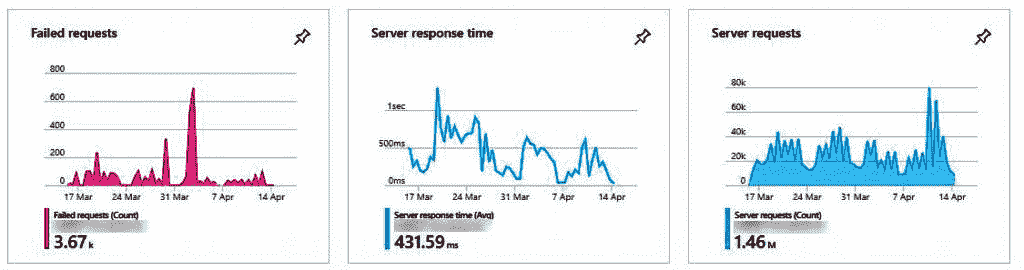 Failed requests
800
600
400
200
0
17 Mar 24 Mar 31 Mar 7 Apr 14 Apr
Failed requests (Count)
3.67 k
Server response time
1sec
500ms
0ms
17 Mar 24 Mar 31 Mar 7 Apr 14 Apr
Server response time (Avg)
431.59 ms
Server requests
80k
60k
40k
20k
0
17 Mar 24 Mar 31 Mar 7 Apr 14 Apr
Server requests (Count)
1.46 M